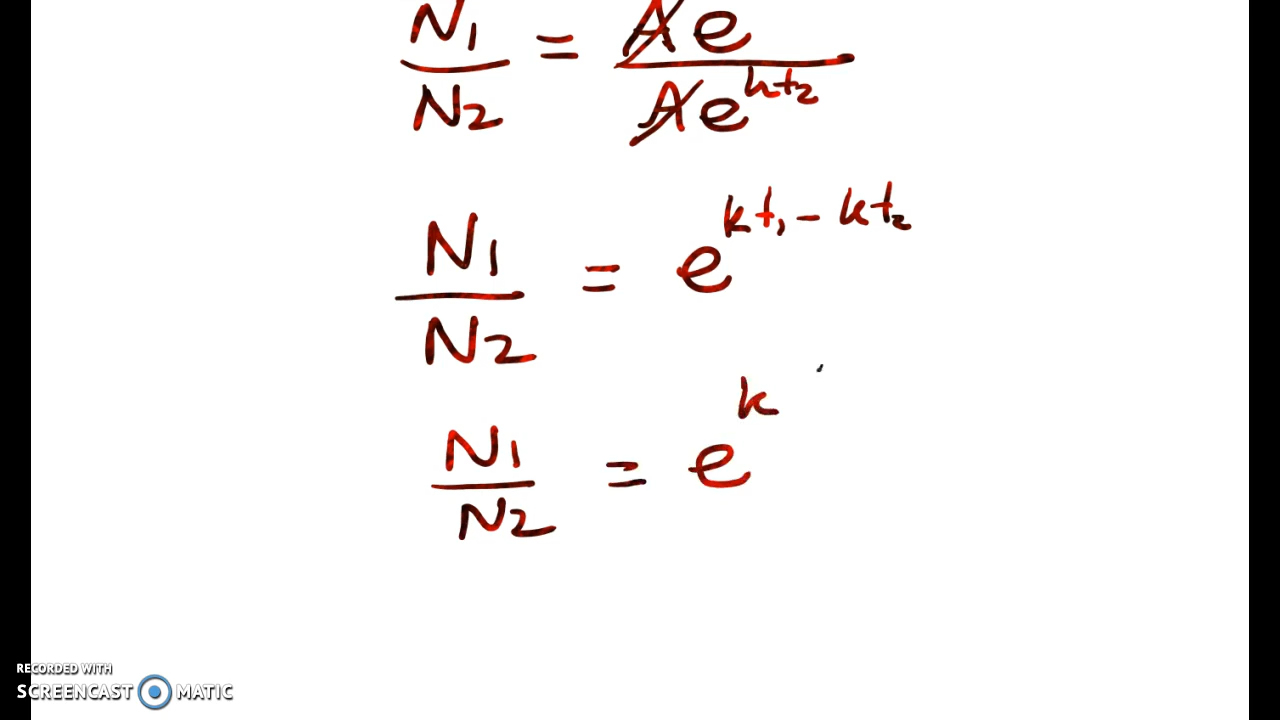 N₁/N₂ = Ae/Ae^{kt₂}
N₁/N₂ = e^{kt₁ - kt₂}
N₁/N₂ = e^k
RECORDED WITH
SCREENCAST MATIC